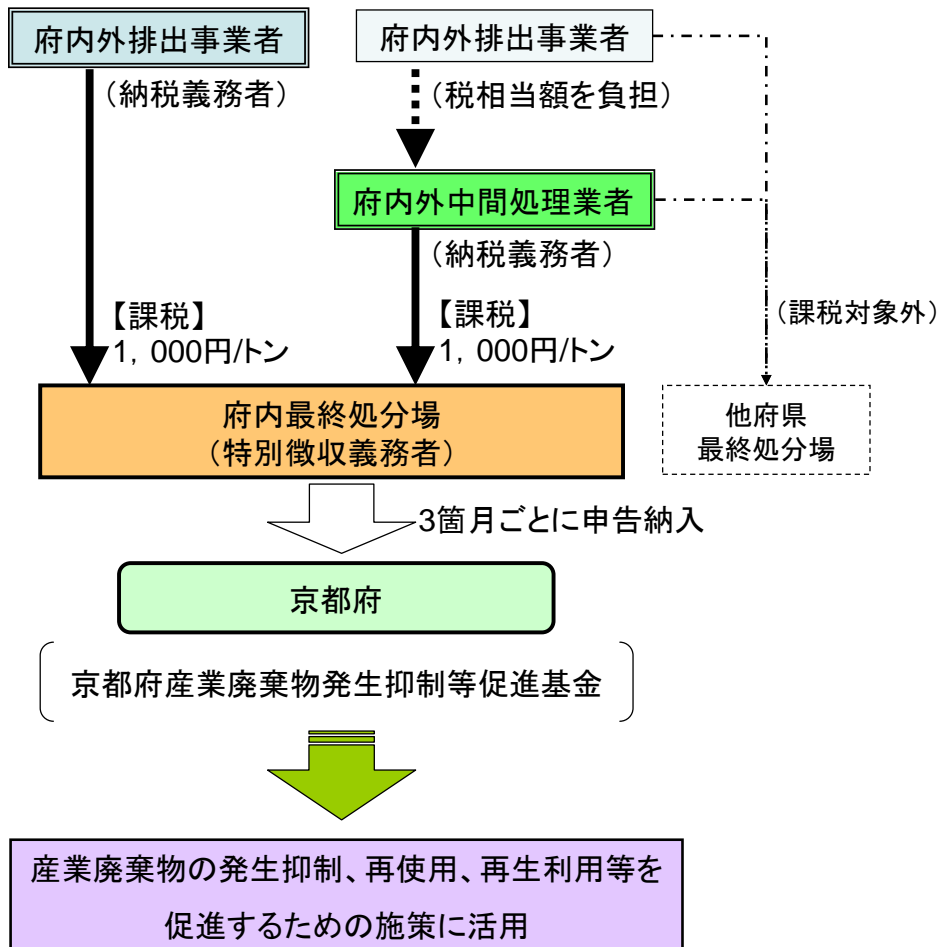 府内外排出事業者
府内外排出事業者
（納税義務者）
（税相当額を負担）
府内外中間処理業者
（納税義務者）
【課税】
1，000円/トン
【課税】
1，000円/トン
（課税対象外）
府内最終処分場
（特別徴収義務者）
他府県
最終処分場
3箇月ごとに申告納入
京都府
京都府産業廃棄物発生抑制等促進基金
産業廃棄物の発生抑制、再使用、再生利用等を
促進するための施策に活用